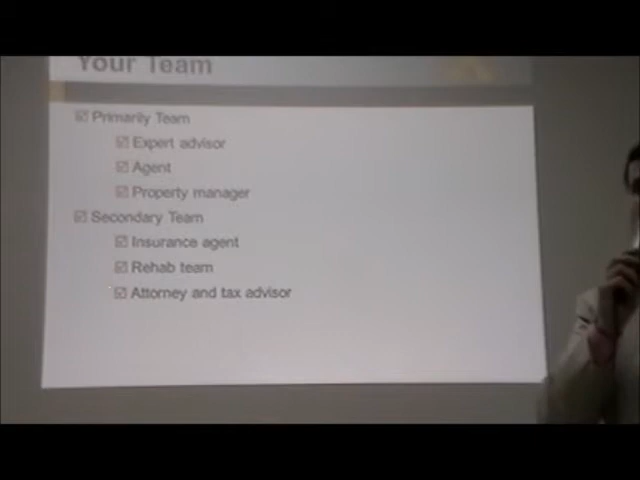 Your Team
☑ Primarily Team
☑ Expert advisor
☑ Agent
☑ Property manager
☑ Secondary Team
☑ Insurance agent
☑ Rehab team
☑ Attorney and tax advisor